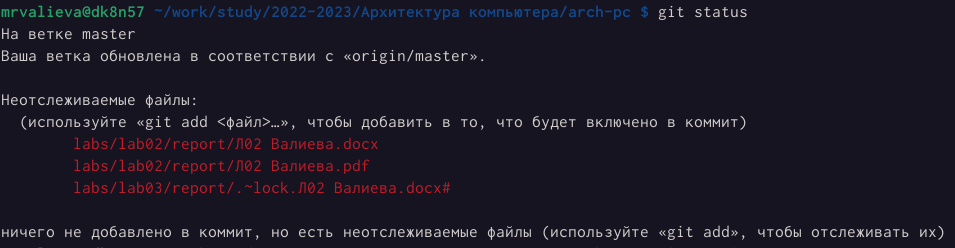 mrvalieva@dk8n57 ~/work/study/2022-2023/Архитектура компьютера/arch-pc $ git status
На ветке master
Ваша ветка обновлена в соответствии с «origin/master».
Неотслеживаемые файлы:
(используйте «git add <файл>…», чтобы добавить в то, что будет включено в коммит)
labs/lab02/report/Л02 Валиева.docx
labs/lab02/report/Л02 Валиева.pdf
labs/lab03/report/.~lock.Л02 Валиева.docx#
ничего не добавлено в коммит, но есть неотслеживаемые файлы (используйте «git add», чтобы отслеживать их)